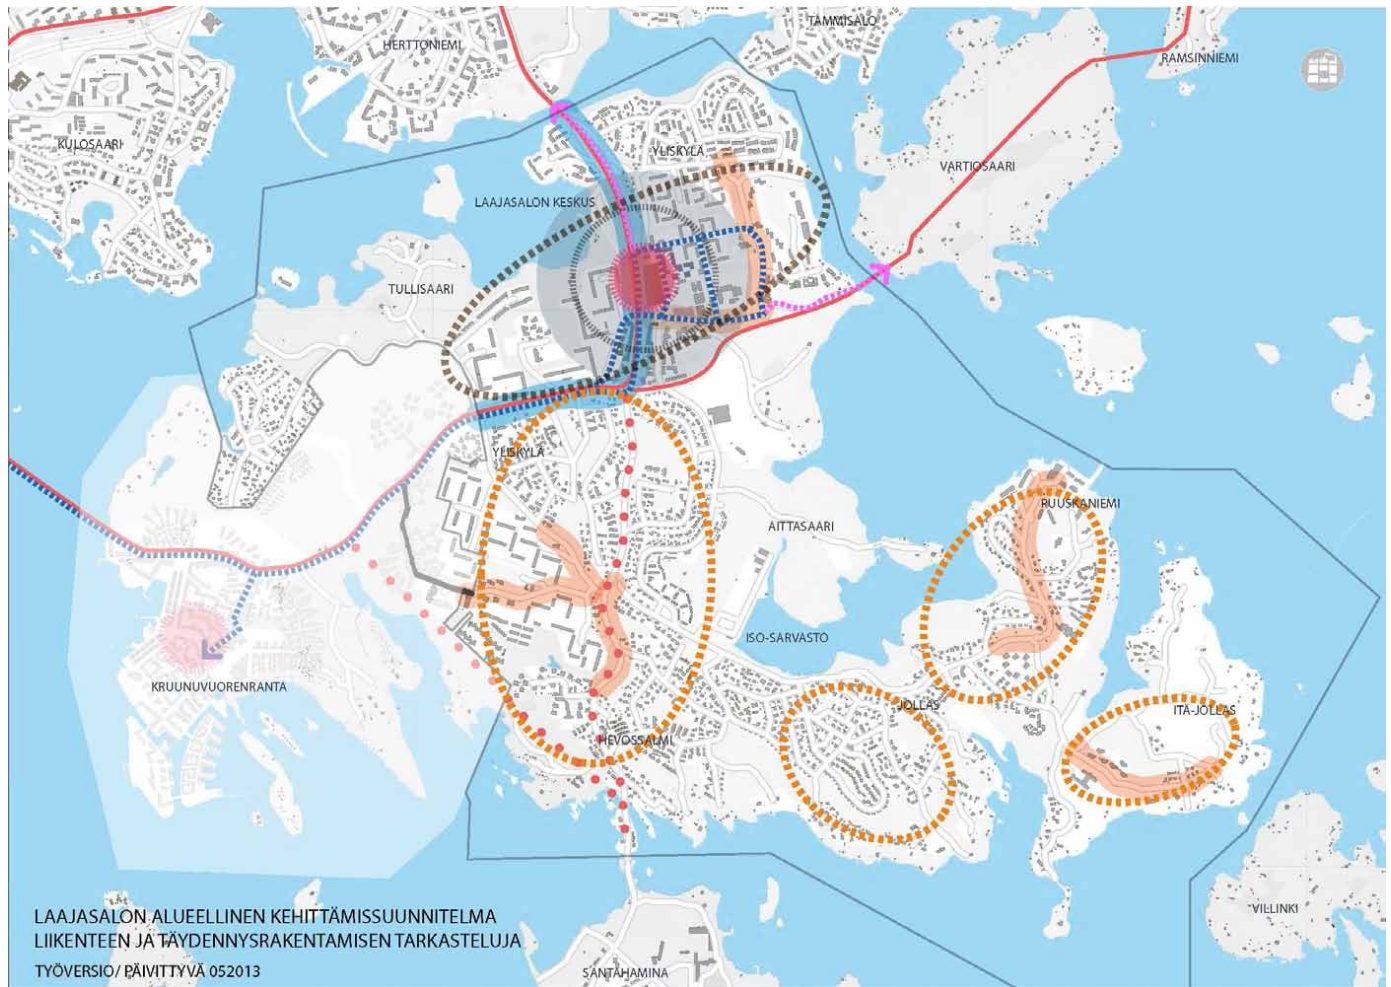 TAMMISALO
HERTTONIEMI
RAMSINNIEMI
KULOSAARI
YLISKYLÄ
VARTIOSAARI
LAAJASALON KESKUS
TULLISAARI
YLISKYLÄ
RUUSKANIEMI
AITTASAARI
ISO-SARVASTO
KRUUNUVUORENRANTA
JOLLAS
ITÄ-JOLLAS
HEVOSSALMI
VILLINKI
LAAJASALON ALUEELLINEN KEHITTÄMISSUUNNITELMA
LIIKENTEEN JA TÄYDENNYSRAKENTAMISEN TARKASTELUJA
TYÖVERSIO/ PÄIVITTYVÄ 052013
SANTAHAMINA